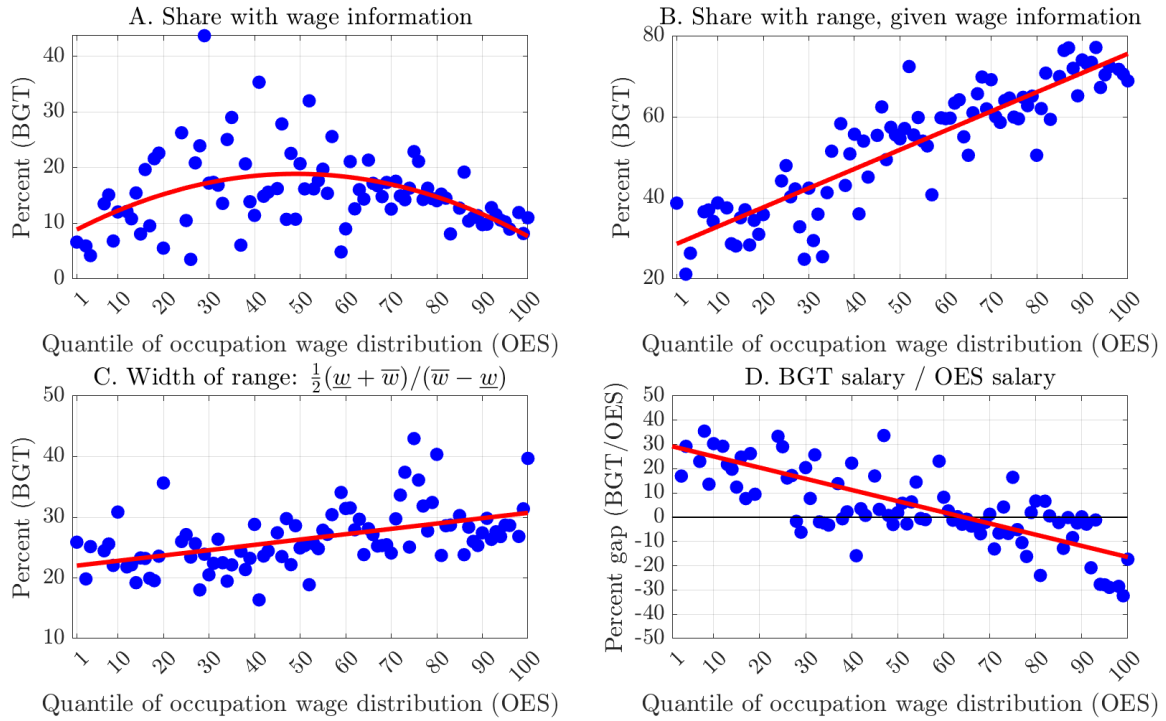 A. Share with wage information
Percent (BGT)
40
30
20
10
0
1 10 20 30 40 50 60 70 80 90 100
Quantile of occupation wage distribution (OES)
B. Share with range, given wage information
Percent (BGT)
80
60
40
20
1 10 20 30 40 50 60 70 80 90 100
Quantile of occupation wage distribution (OES)
C. Width of range: ½(w̲ + w̅)/(w̅ − w̲)
Percent (BGT)
50
40
30
20
10
1 10 20 30 40 50 60 70 80 90 100
Quantile of occupation wage distribution (OES)
D. BGT salary / OES salary
Percent gap (BGT/OES)
50
40
30
20
10
0
-10
-20
-30
-40
-50
1 10 20 30 40 50 60 70 80 90 100
Quantile of occupation wage distribution (OES)